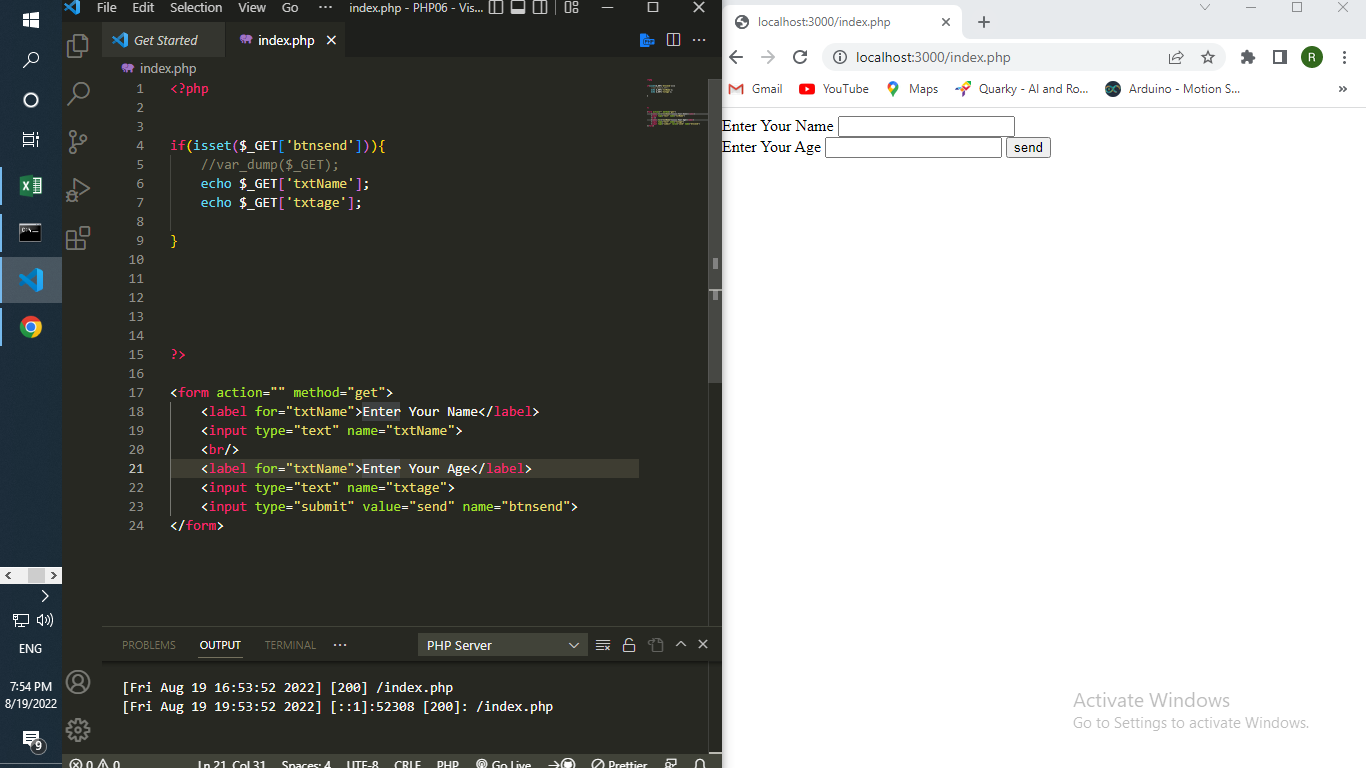 File Edit Selection View Go ··· index.php - PHP06 - Vis...
Get Started index.php
index.php
1 <?php
2
3
4 if(isset($_GET['btnsend'])){
5 //var_dump($_GET);
6 echo $_GET['txtName'];
7 echo $_GET['txtage'];
8
9 }
10
11
12
13
14
15 ?>
16
17 <form action="" method="get">
18 <label for="txtName">Enter Your Name</label>
19 <input type="text" name="txtName">
20 <br/>
21 <label for="txtName">Enter Your Age</label>
22 <input type="text" name="txtage">
23 <input type="submit" value="send" name="btnsend">
24 </form>
PROBLEMS OUTPUT TERMINAL ··· PHP Server
[Fri Aug 19 16:53:52 2022] [200] /index.php
[Fri Aug 19 19:53:52 2022] [::1]:52308 [200]: /index.php
0 0 Ln 21, Col 31 Spaces: 4 UTF-8 CRLF PHP Go Live Prettier
ENG
7:54 PM
8/19/2022
9
localhost:3000/index.php
localhost:3000/index.php
R
Gmail YouTube Maps Quarky - AI and Ro... Arduino - Motion S... »
Enter Your Name
Enter Your Age send
Activate Windows
Go to Settings to activate Windows.